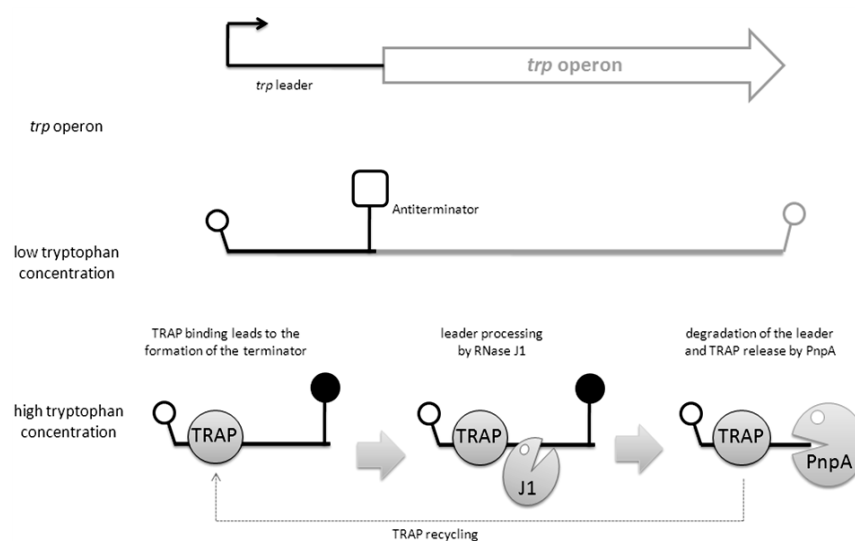 trp operon
trp leader
trp operon
Antiterminator
low tryptophan
concentration
TRAP binding leads to the
formation of the terminator
leader processing
by RNase J1
degradation of the leader
and TRAP release by PnpA
high tryptophan
concentration
TRAP
TRAP
J1
TRAP
PnpA
TRAP recycling